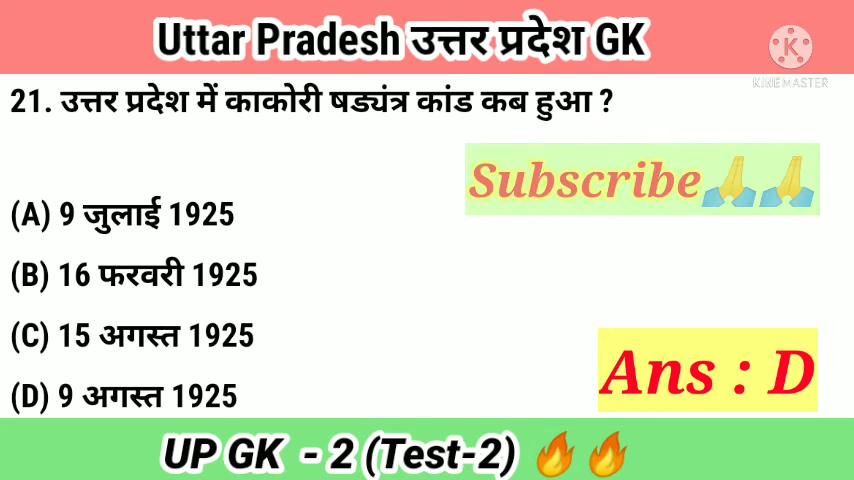 Uttar Pradesh उत्तर प्रदेश GK
K
KINEMASTER
21. उत्तर प्रदेश में काकोरी षड्यंत्र कांड कब हुआ ?
Subscribe🙏🙏
(A) 9 जुलाई 1925
(B) 16 फरवरी 1925
(C) 15 अगस्त 1925
(D) 9 अगस्त 1925
Ans : D
UP GK - 2 (Test-2) 🔥🔥